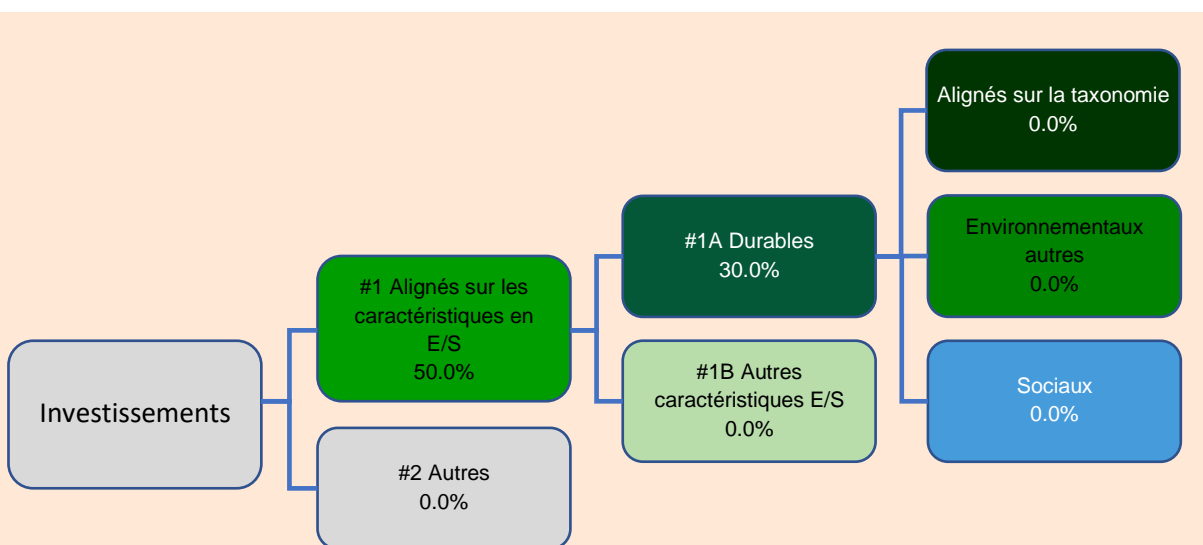 Investissements
#1 Alignés sur les
caractéristiques en
E/S
50.0%
#2 Autres
0.0%
#1A Durables
30.0%
#1B Autres
caractéristiques E/S
0.0%
Alignés sur la taxonomie
0.0%
Environnementaux
autres
0.0%
Sociaux
0.0%